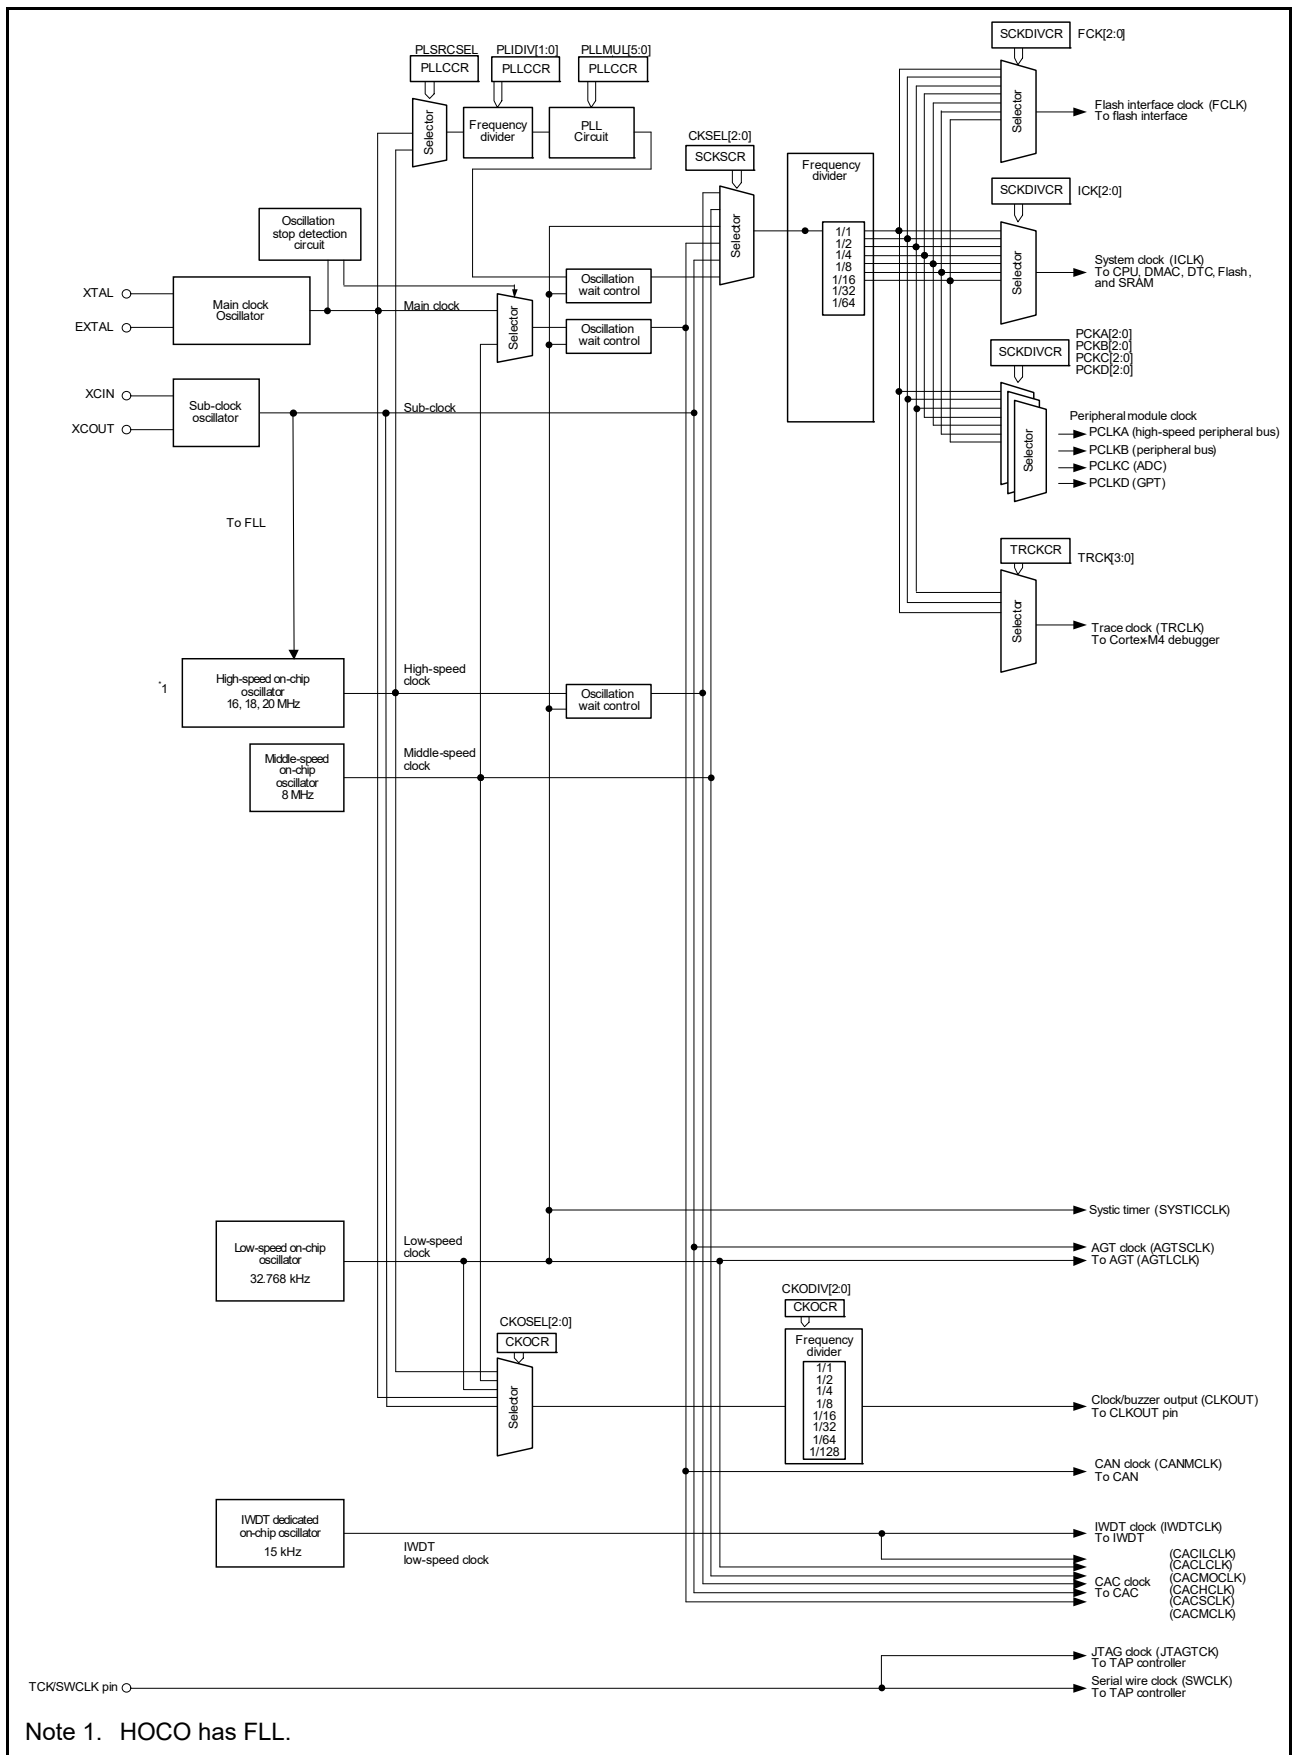 PLSRCSEL
PLLCCR
PLIDIV[1:0]
PLLCCR
PLLMUL[5:0]
PLLCCR
Selector
Frequency
divider
PLL
Circuit
CKSEL[2:0]
SCKSCR
Selector
Frequency
divider
1/1
1/2
1/4
1/8
1/16
1/32
1/64
SCKDIVCR
FCK[2:0]
Selector
Flash interface clock (FCLK)
To flash interface
SCKDIVCR
ICK[2:0]
Selector
System clock (ICLK)
To CPU, DMAC, DTC, Flash,
and SRAM
Oscillation
stop detection
circuit
XTAL
EXTAL
Main clock
Oscillator
Main clock
Selector
Oscillation
wait control
Oscillation
wait control
SCKDIVCR
PCKA[2:0]
PCKB[2:0]
PCKC[2:0]
PCKD[2:0]
Selector
Peripheral module clock
PCLKA (high-speed peripheral bus)
PCLKB (peripheral bus)
PCLKC (ADC)
PCLKD (GPT)
XCIN
XCOUT
Sub-clock
oscillator
Sub-clock
To FLL
TRCKCR
TRCK[3:0]
Selector
Trace clock (TRCLK)
To Cortex-M4 debugger
*1
High-speed on-chip
oscillator
16, 18, 20 MHz
High-speed
clock
Oscillation
wait control
Middle-speed
on-chip
oscillator
8 MHz
Middle-speed
clock
Systic timer (SYSTICCLK)
Low-speed on-chip
oscillator
32.768 kHz
Low-speed
clock
AGT clock (AGTSCLK)
To AGT (AGTLCLK)
CKOSEL[2:0]
CKOCR
Selector
CKODIV[2:0]
CKOCR
Frequency
divider
1/1
1/2
1/4
1/8
1/16
1/32
1/64
1/128
Clock/buzzer output (CLKOUT)
To CLKOUT pin
CAN clock (CANMCLK)
To CAN
IWDT dedicated
on-chip oscillator
15 kHz
IWDT
low-speed clock
IWDT clock (IWDTCLK)
To IWDT
CAC clock
To CAC
(CACILCLK)
(CACLCLK)
(CACMOCLK)
(CACHCLK)
(CACSCLK)
(CACMCLK)
JTAG clock (JTAGTCK)
To TAP controller
TCK/SWCLK pin
Serial wire clock (SWCLK)
To TAP controller
Note 1. HOCO has FLL.